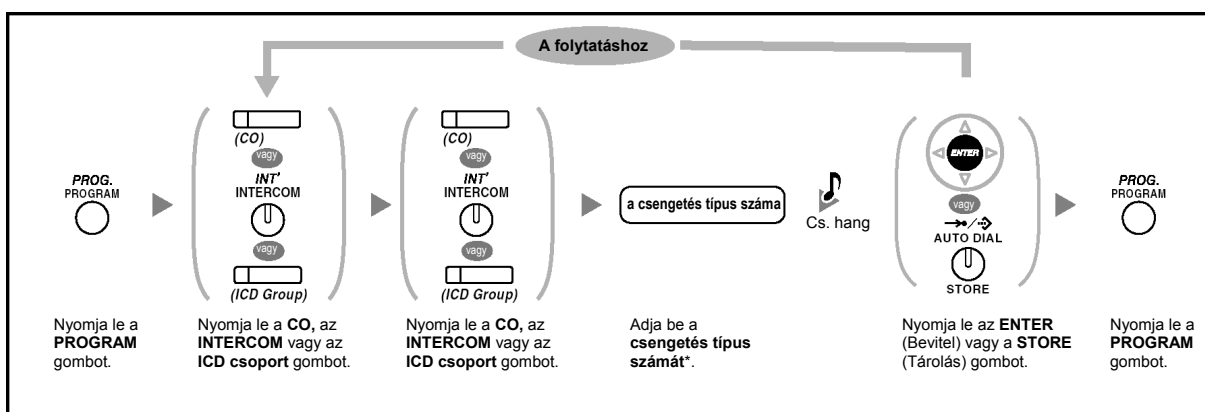 A folytatáshoz
PROG.
PROGRAM
(CO)
vagy
INT'
INTERCOM
vagy
(ICD Group)
(CO)
vagy
INT'
INTERCOM
vagy
(ICD Group)
a csengetés típus száma
Cs. hang
ENTER
vagy
AUTO DIAL
STORE
PROG.
PROGRAM
Nyomja le a
PROGRAM
gombot.
Nyomja le a CO, az
INTERCOM vagy az
ICD csoport gombot.
Nyomja le a CO, az
INTERCOM vagy az
ICD csoport gombot.
Adja be a
csengetés típus
számát*.
Nyomja le az ENTER
(Bevitel) vagy a STORE
(Tárolás) gombot.
Nyomja le a
PROGRAM
gombot.